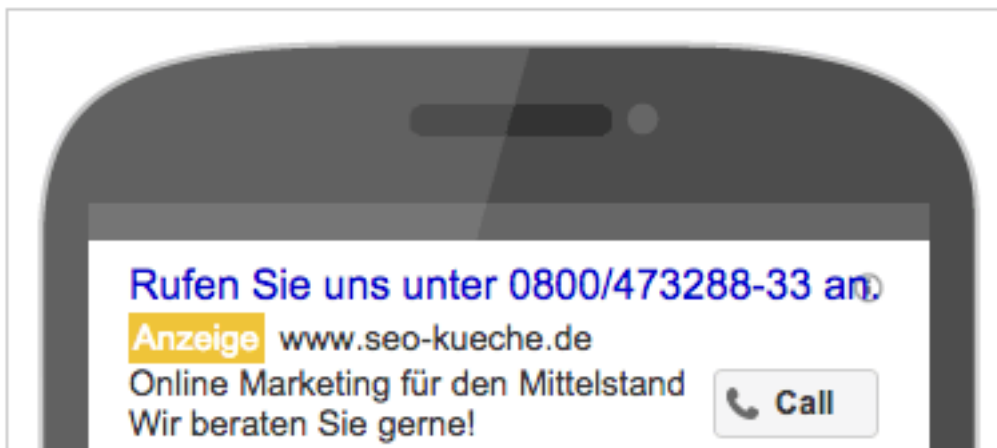 Rufen Sie uns unter 0800/473288-33 an.
Anzeige www.seo-kueche.de
Online Marketing für den Mittelstand
Wir beraten Sie gerne!
Call